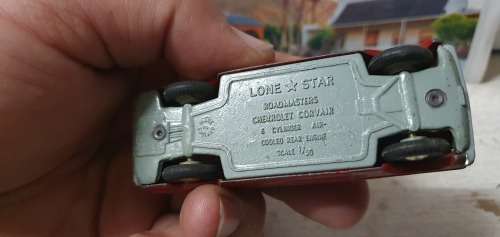 LONE ★ STAR
ROADMASTERS
CHEVROLET CORVAIR
6 CYLINDER AIR-
COOLED REAR ENGINE
SCALE 1/50